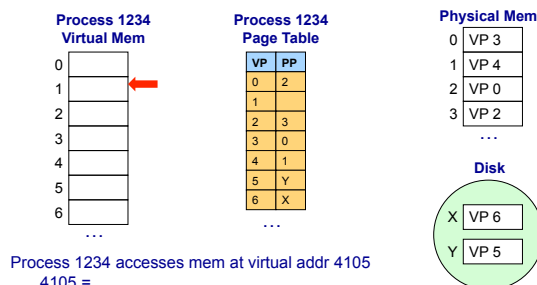 Process 1234
Virtual Mem
0
1
2
3
4
5
6
…
Process 1234
Page Table
VP PP
0 2
1
2 3
3 0
4 1
5 Y
6 X
…
Physical Mem
0 VP 3
1 VP 4
2 VP 0
3 VP 2
…
Disk
X VP 6
Y VP 5
Process 1234 accesses mem at virtual addr 4105
4105 =